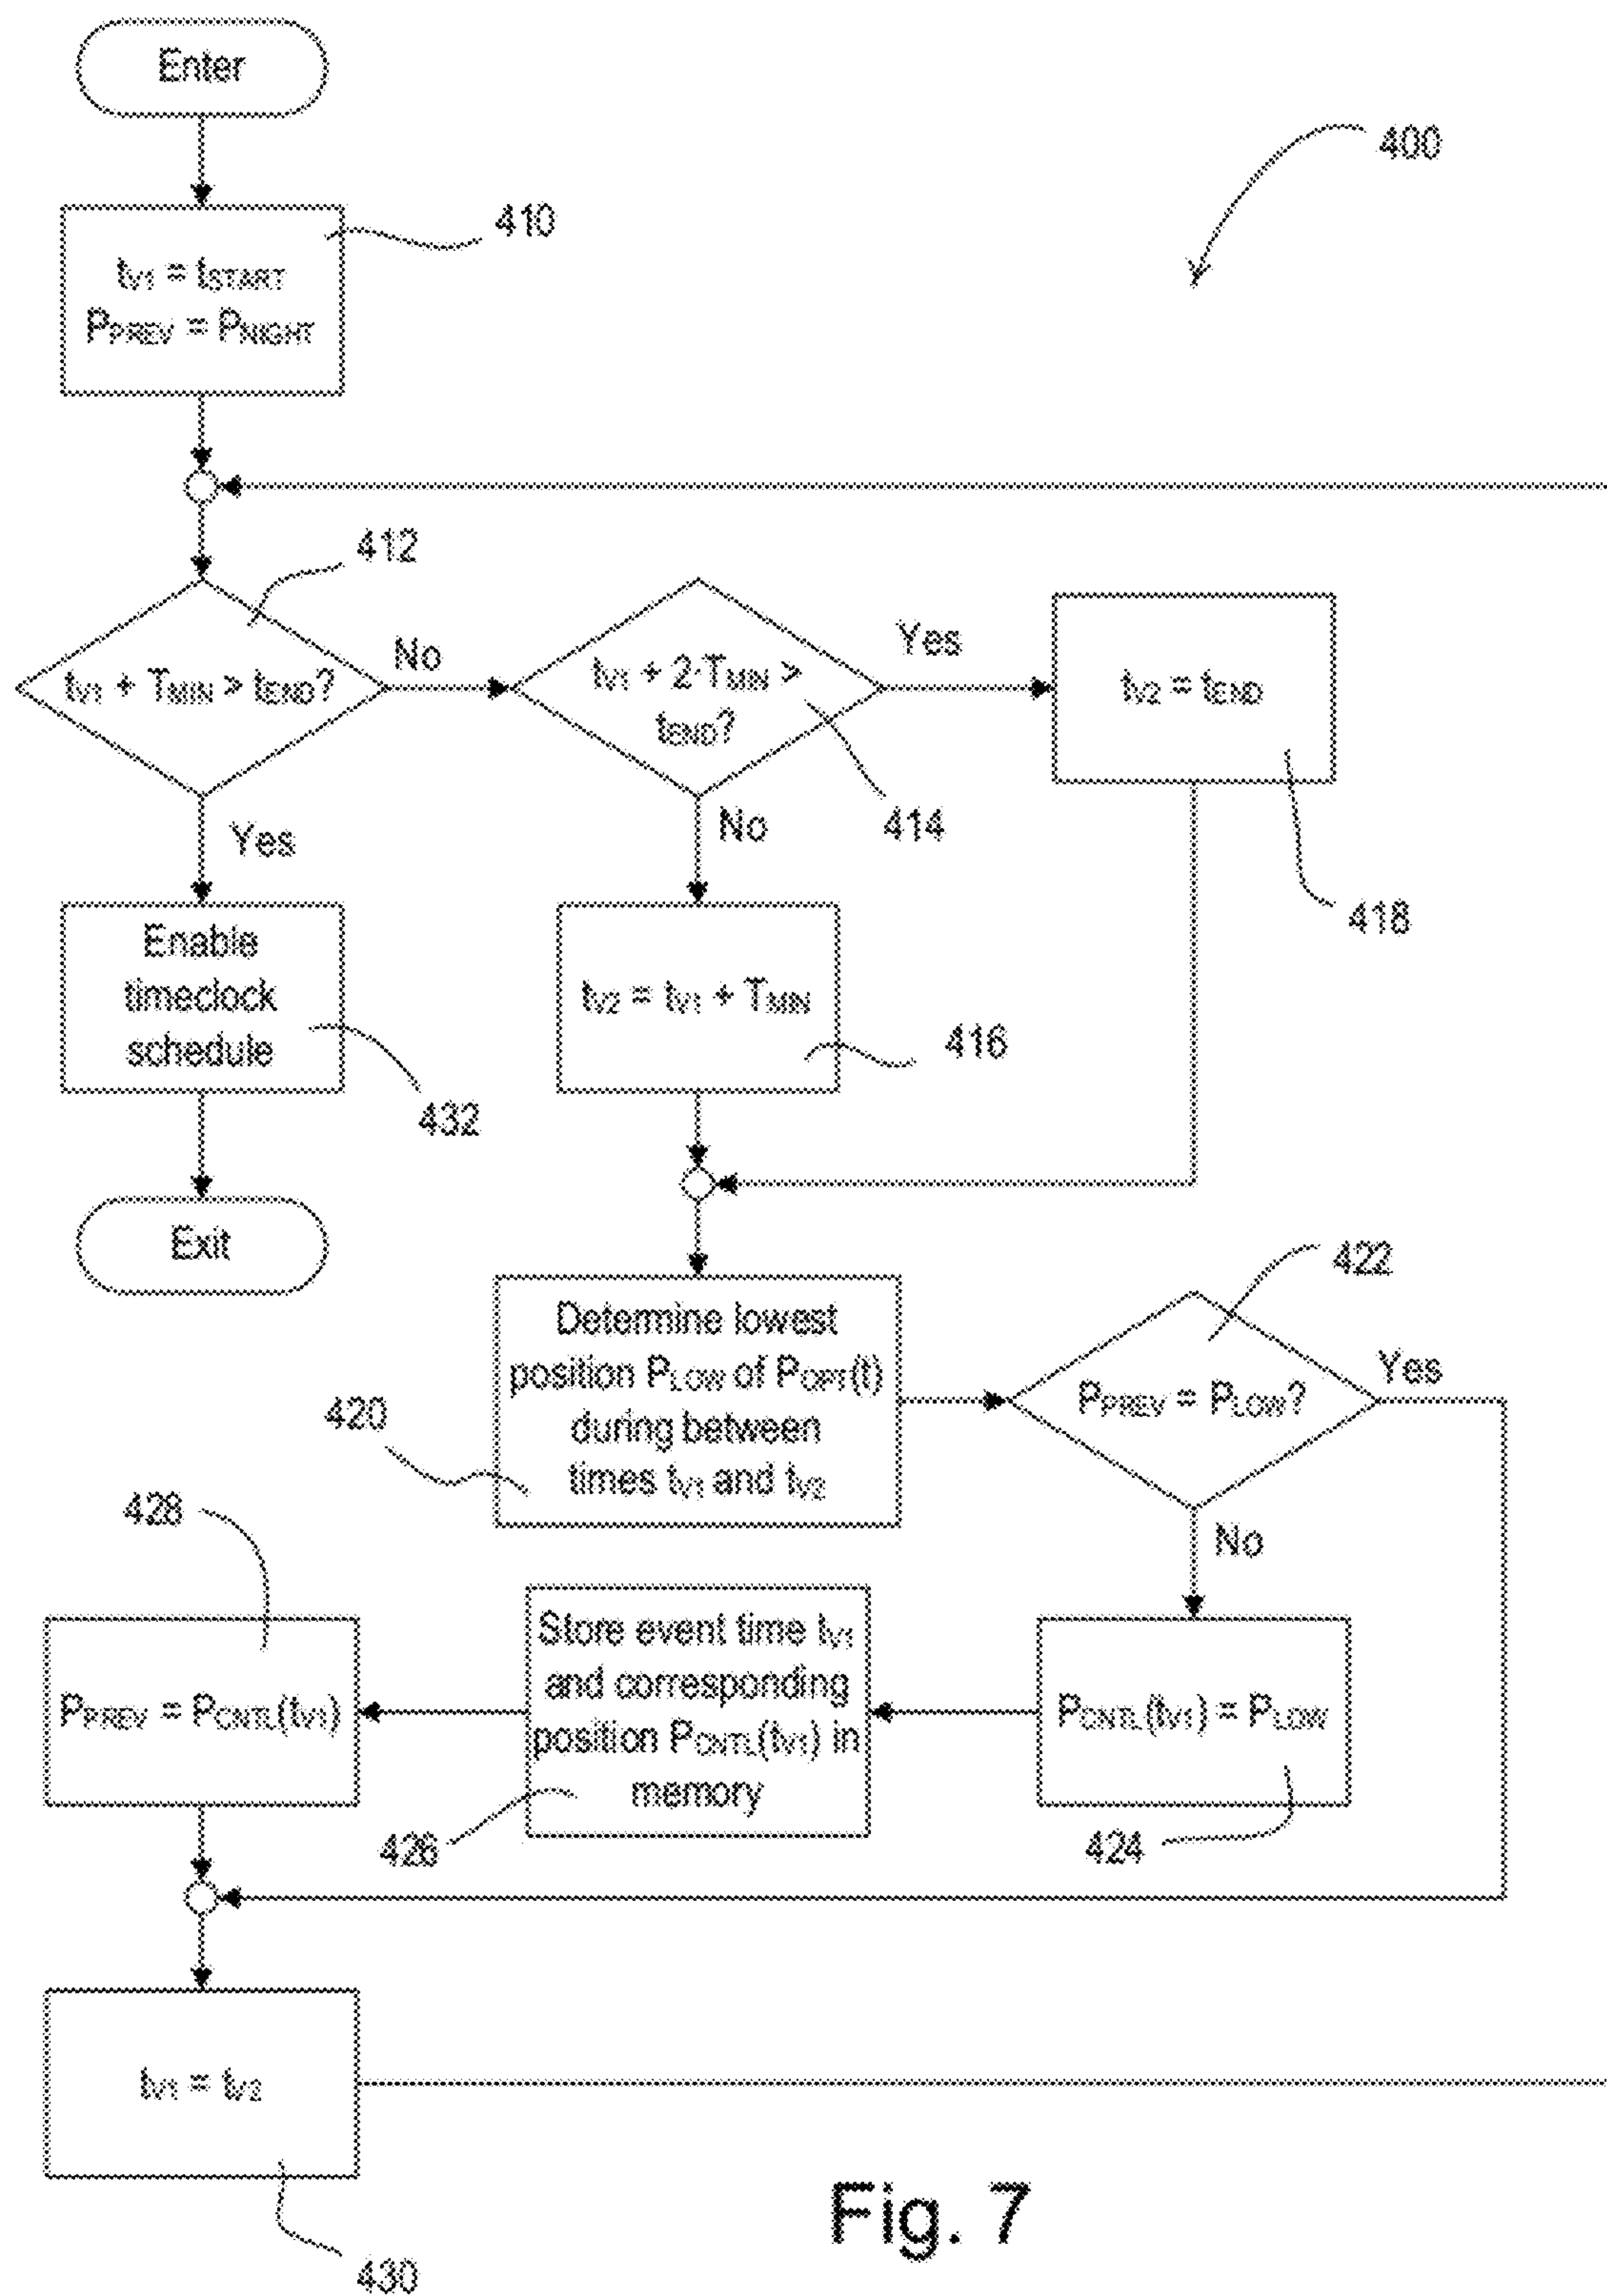 Enter
400
410
tV1 = tSTART
PPREV = PNIGHT
412
tV1 + TMIN > tEND?
No
tV1 + 2·TMIN >
tEND?
414
Yes
tV2 = tEND
418
Yes
No
Enable
timeclock
schedule
432
tV2 = tV1 + TMIN
416
Exit
Determine lowest
position PLOW of POPT(t)
during between
times tV1 and tV2
420
422
PPREV = PLOW?
Yes
No
428
PPREV = PCNTL(tV1)
Store event time tV1
and corresponding
position PCNTL(tV1) in
memory
426
PCNTL(tV1) = PLOW
424
tV1 = tV2
430
Fig. 7